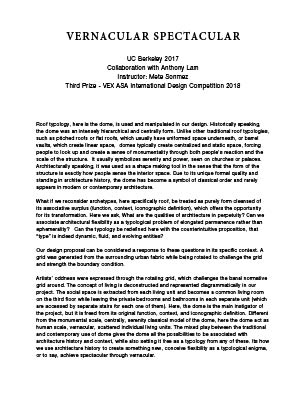 VERNACULAR SPECTACULAR
UC Berkeley 2017
Collaboration with Anthony Lam
Instructor: Mete Sonmez
Third Prize - VEX ASA International Design Competition 2018
Roof typology, here is the dome, is used and manipulated in our design. Historically speaking,
the dome was an intensely hierarchical and centrally form. Unlike other traditional roof typologies,
such as pitched roofs or flat roofs, which usually have uniformed space underneath, or barrel
vaults, which create linear space, domes typically create centralized and static space, forcing
people to look up and create a sense of monumentality through both people's reaction and the
scale of the structure. It usually symbolizes serenity and power, seen on churches or palaces.
Architecturally speaking, it was used as a shape making tool in the sense that the form of the
structure is exactly how people sense the interior space. Due to its unique formal quality and
standing in architecture history, the dome has become a symbol of classical order and rarely
appears in modern or contemporary architecture.
What if we reconsider archetypes, here specifically roof, be treated as purely form cleansed of
its associative surplus (function, context, iconographic definition), which offers the opportunity
for its transformation. Here we ask, What are the qualities of architecture in perpetuity? Can we
associate architectural flexibility as a typological problem of elongated permanence rather than
ephemerality? Can the typology be redefined here with the counterintuitive proposition, that
"type" is indeed dynamic, fluid, and evolving entities?
Our design proposal can be considered a response to these questions in its specific context. A
grid was generated from the surrounding urban fabric while being rotated to challenge the grid
and strength the boundary condition.
Artists' oddness were expressed through the rotating grid, which challenges the banal normative
grid around. The concept of living is deconstructed and represented diagrammatically in our
project. The social space is extracted from each living unit and becomes a common living room
on the third floor while leaving the private bedrooms and bathrooms in each separate unit (which
are accessed by separate stairs for each one of them). Here, the dome is the main instigator of
the project, but it is freed from its original function, context, and iconographic definition. Different
from the monumental scale, centrally, serenity classical model of the dome, here the dome act as
human scale, vernacular, scattered individual living units. The mixed play between the traditional
and contemporary use of dome gives the dome all the possibilities to be associated with
architecture history and context, while also setting it free as a typology from any of these. Its how
we use architecture history to create something new, conceive flexibility as a typological enigma,
or to say, achieve spectacular through vernacular.